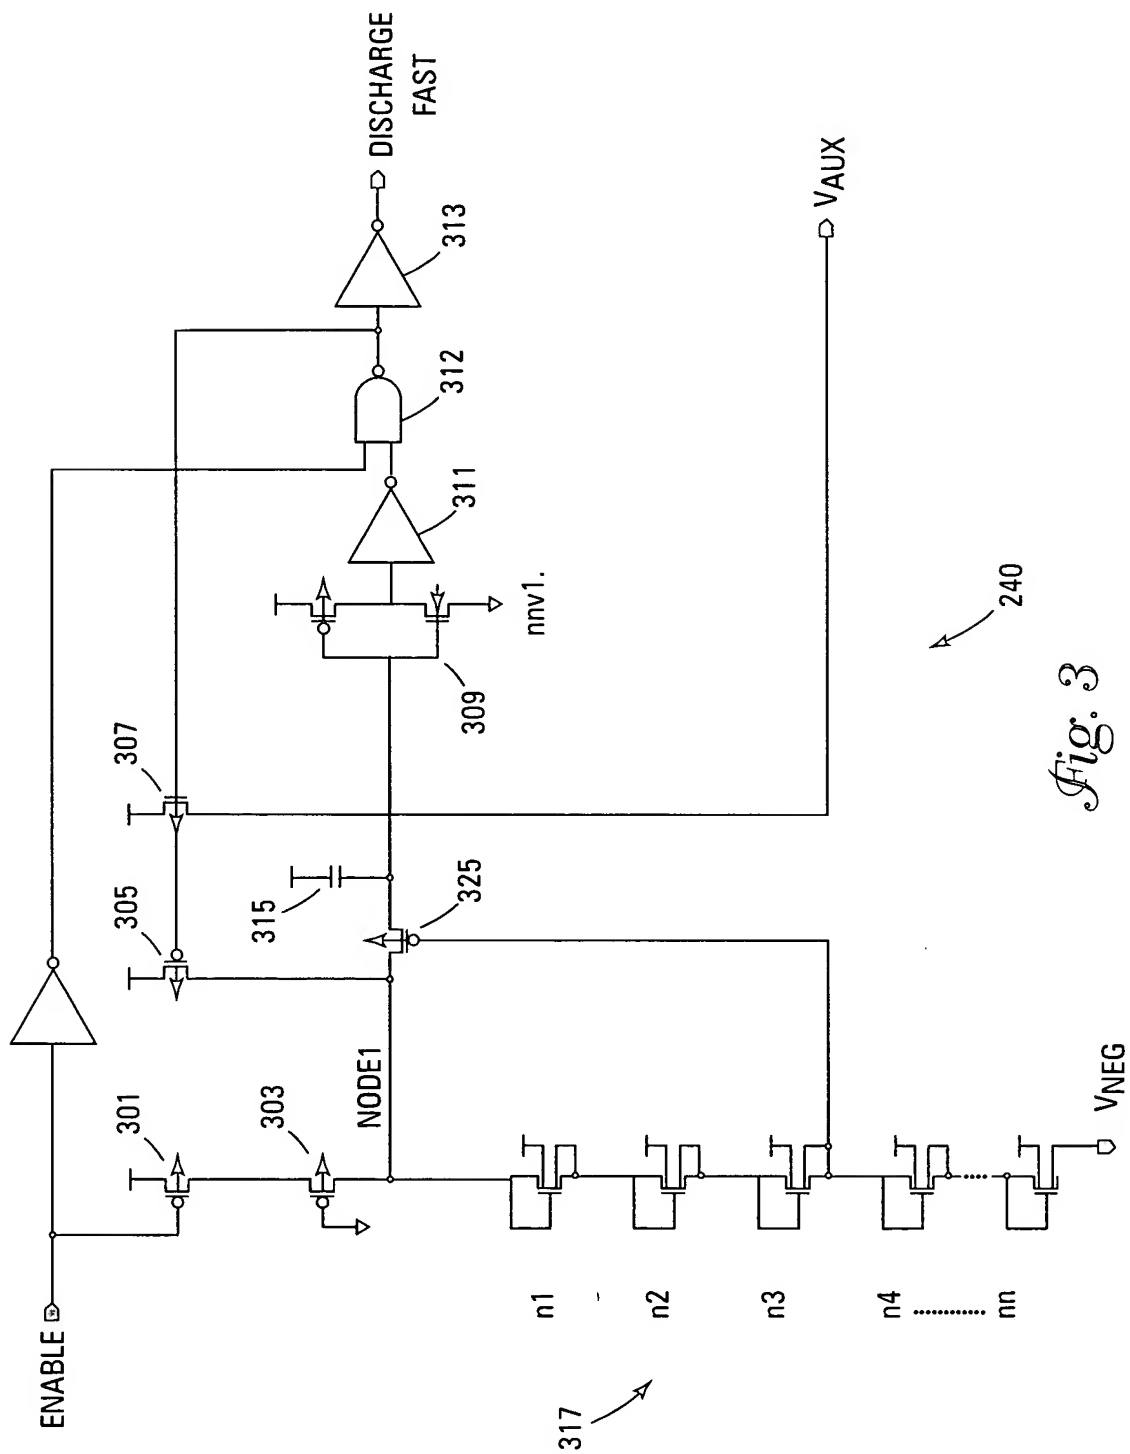 ENABLE
301
303
305
307
NODE1
315
325
309
nnv1.
311
312
313
DISCHARGE
FAST
317
n1
n2
n3
n4
nn
VNEG
VAUX
240
Fig. 3